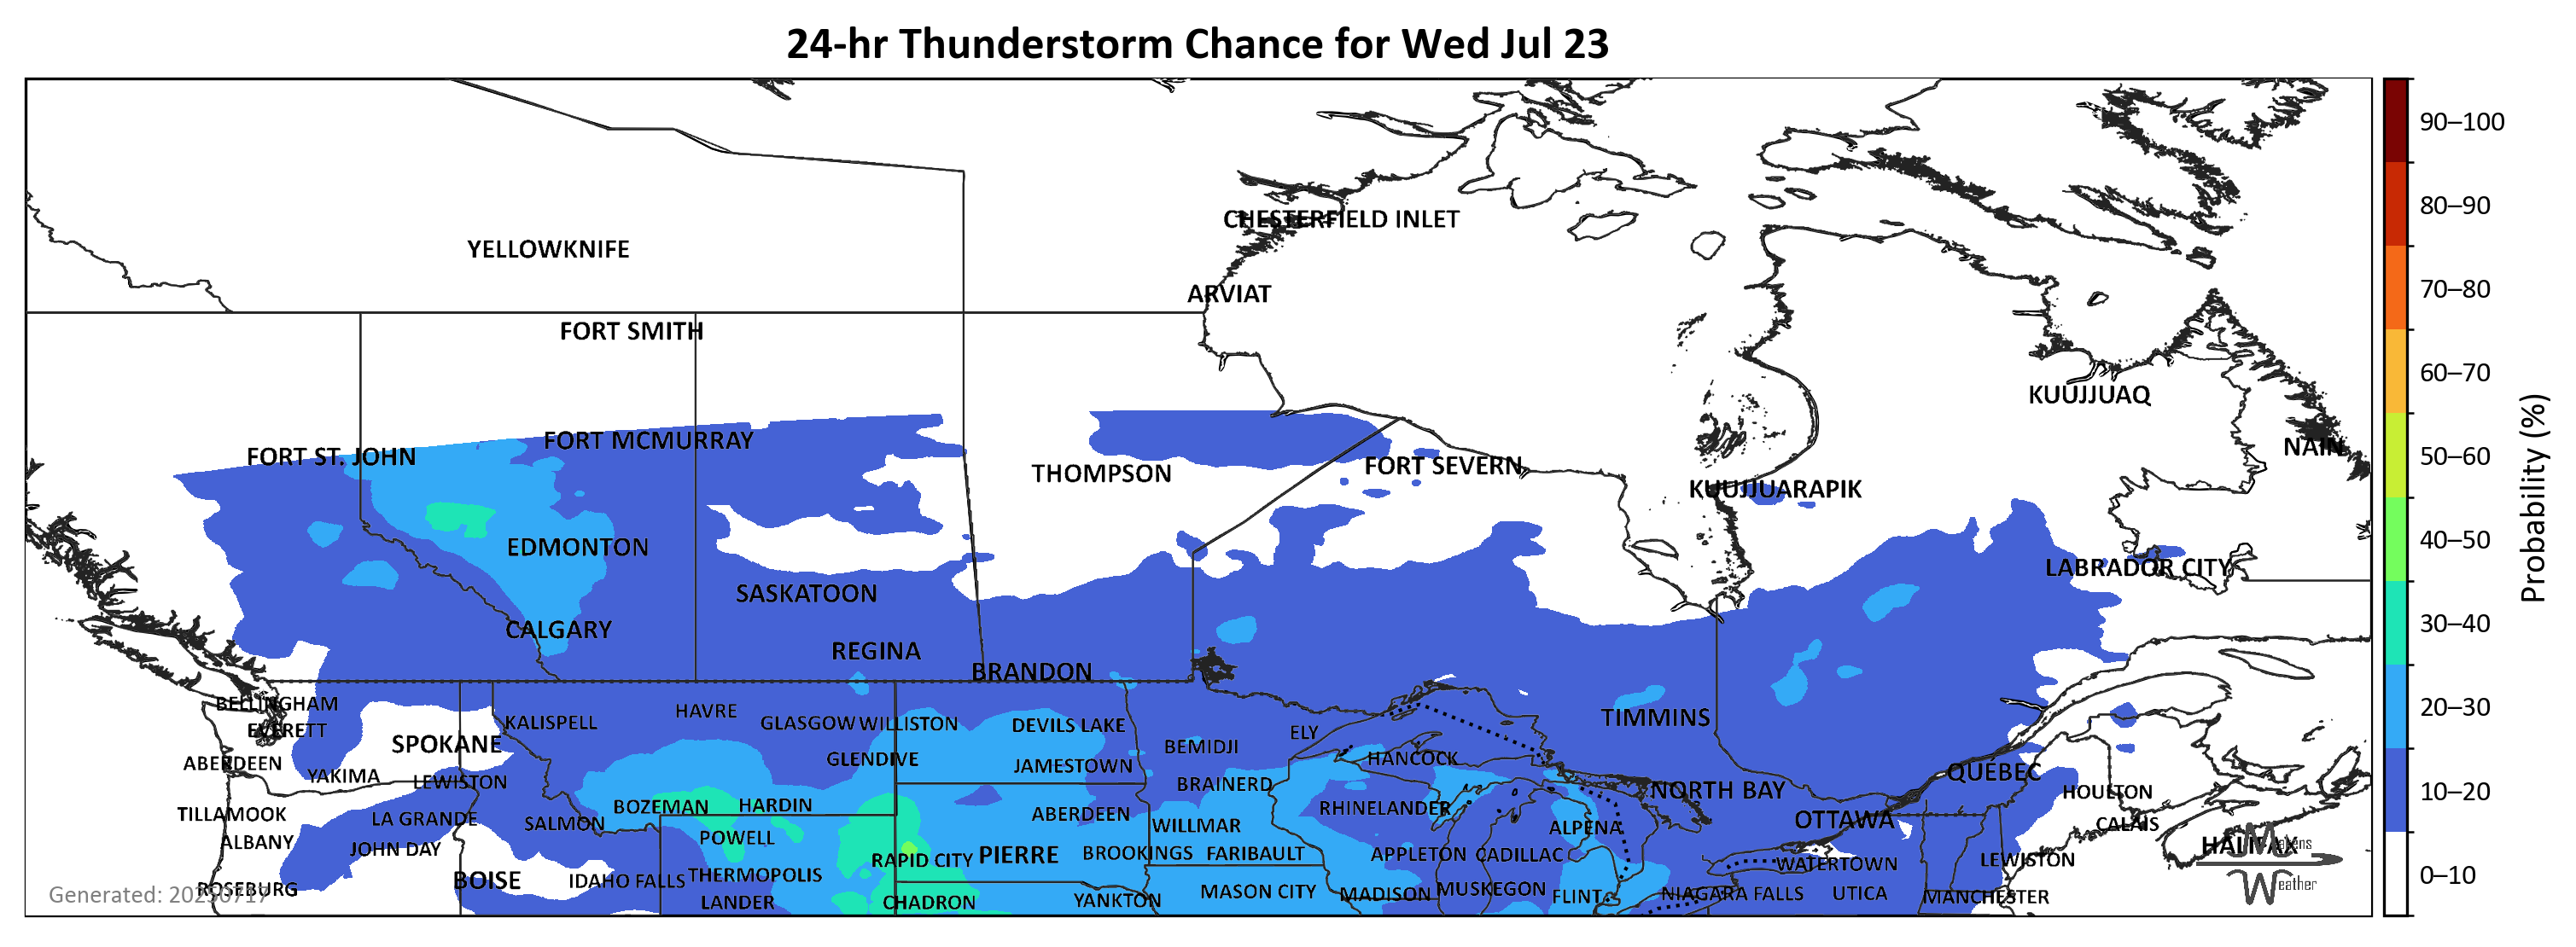 24-hr Thunderstorm Chance for Wed Jul 23
90–100
80–90
CHESTERFIELD INLET
YELLOWKNIFE
70–80
ARVIAT
FORT SMITH
60–70
KUUJJUAQ
FORT MCMURRAY
NAIN
50–60
FORT ST. JOHN
FORT SEVERN
THOMPSON
KUUJJUARAPIK
Probability (%)
40–50
EDMONTON
LABRADOR CITY
SASKATOON
30–40
CALGARY
REGINA
BRANDON
BELLINGHAM
20–30
HAVRE
TIMMINS
KALISPELL
GLASGOW
WILLISTON
DEVILS LAKE
EVERETT
ELY
SPOKANE
BEMIDJI
HANCOCK
GLENDIVE
ABERDEEN
JAMESTOWN
QUÉBEC
YAKIMA
LEWISTON
BRAINERD
NORTH BAY
HOULTON
10–20
BOZEMAN
HARDIN
RHINELANDER
TILLAMOOK
ABERDEEN
LA GRANDE
OTTAWA
SALMON
WILLMAR
ALPENA
CALAIS
POWELL
ALBANY
HALIFAX
Makens
JOHN DAY
BROOKINGS
FARIBAULT
APPLETON
CADILLAC
PIERRE
RAPID CITY
LEWISTON
WATERTOWN
THERMOPOLIS
0–10
BOISE
IDAHO FALLS
Weather
ROSEBURG
MUSKEGON
MASON CITY
MADISON
NIAGARA FALLS
UTICA
Generated: 20250717
FLINT
MANCHESTER
YANKTON
LANDER
CHADRON